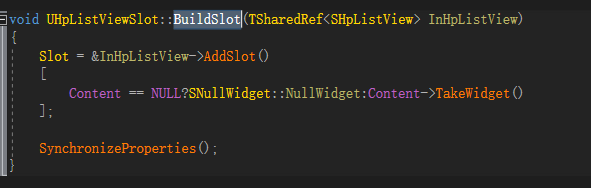 void UHpListViewSlot::BuildSlot(TSharedRef<SHpListView> InHpListView)
{
Slot = &InHpListView->AddSlot()
[
Content == NULL?SNullWidget::NullWidget:Content->TakeWidget()
];
SynchronizeProperties();
}